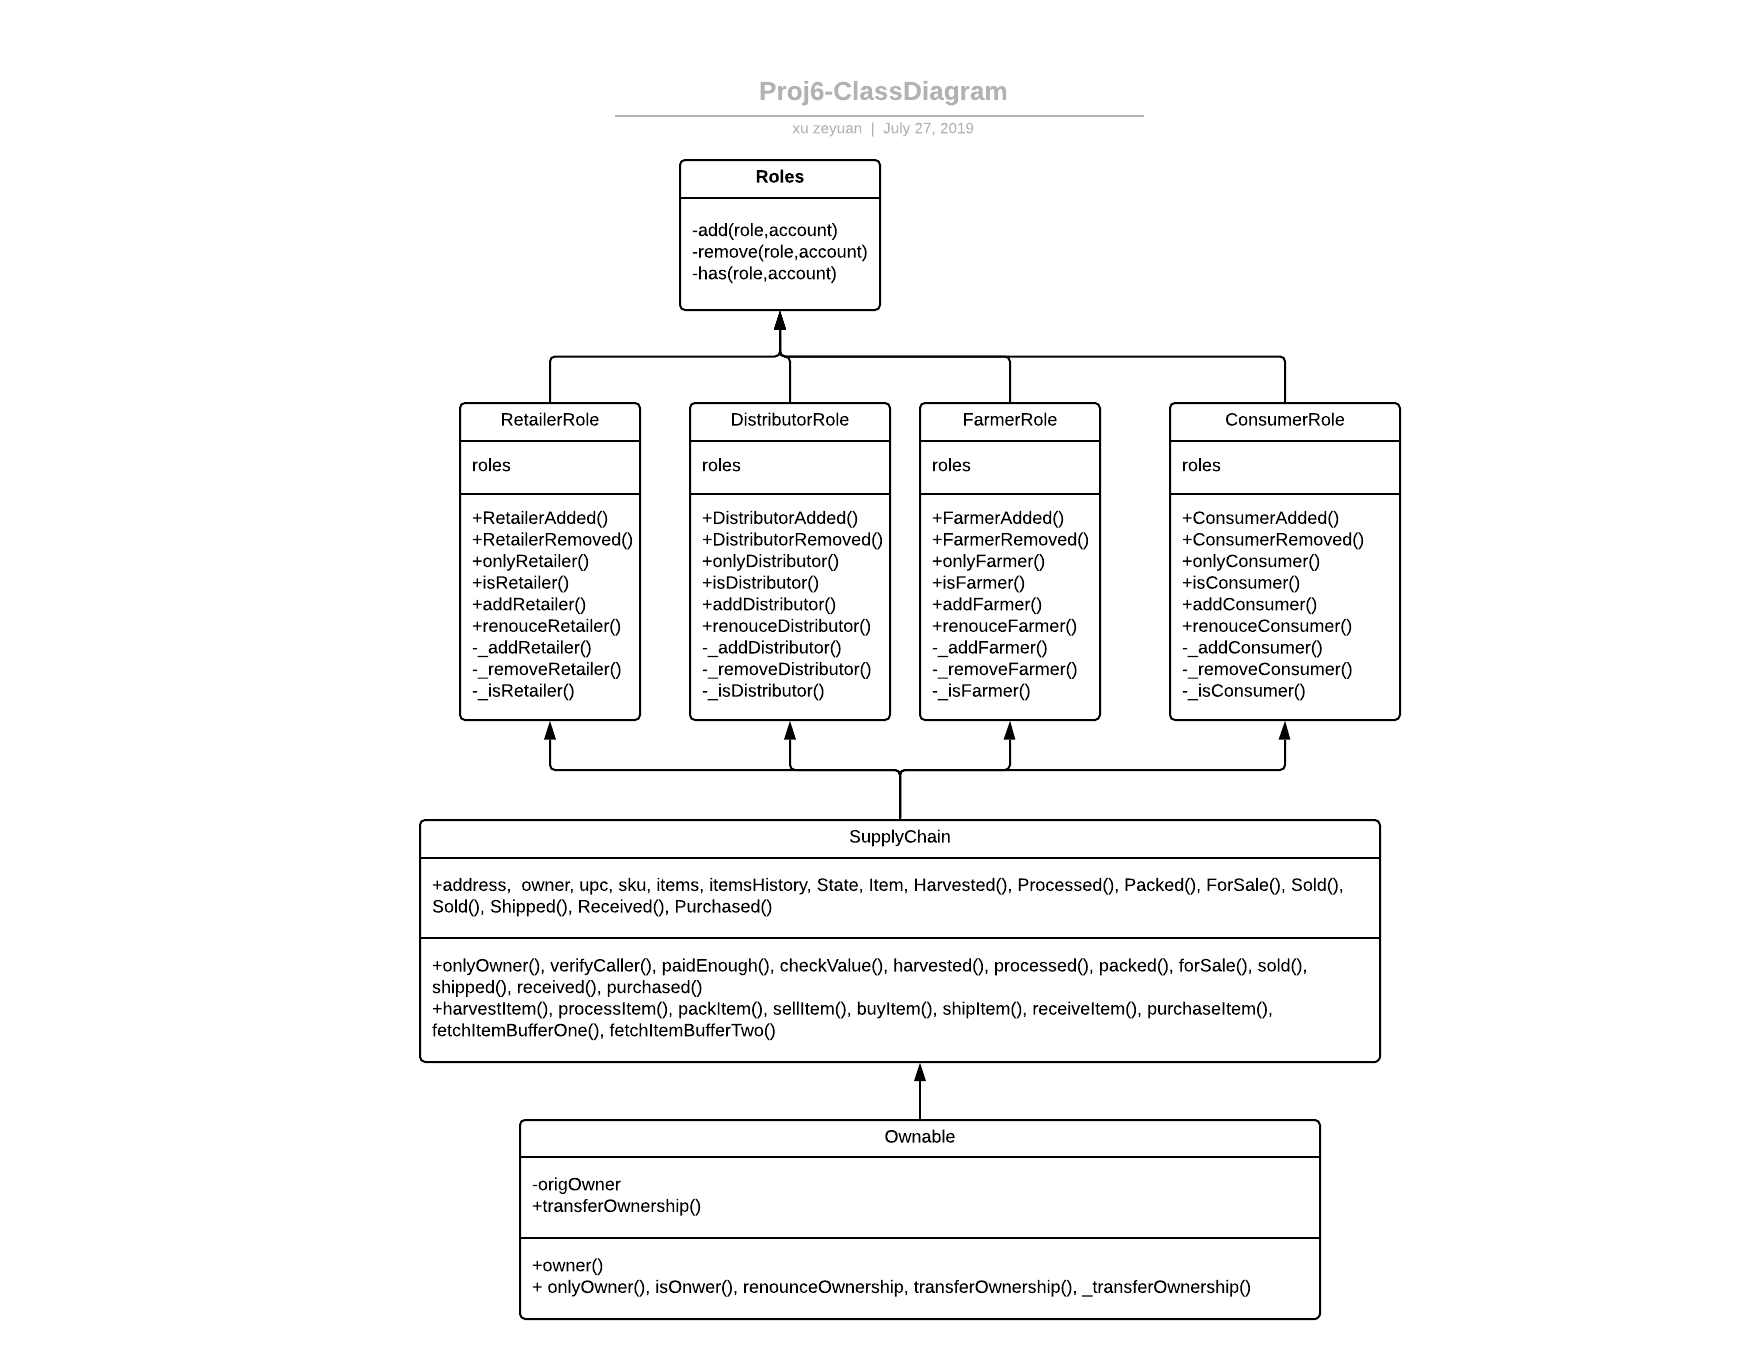 Proj6-ClassDiagram
xu zeyuan | July 27, 2019
Roles
-add(role,account)
-remove(role,account)
-has(role,account)
RetailerRole
roles
+RetailerAdded()
+RetailerRemoved()
+onlyRetailer()
+isRetailer()
+addRetailer()
+renouceRetailer()
-_addRetailer()
-_removeRetailer()
-_isRetailer()
DistributorRole
roles
+DistributorAdded()
+DistributorRemoved()
+onlyDistributor()
+isDistributor()
+addDistributor()
+renouceDistributor()
-_addDistributor()
-_removeDistributor()
-_isDistributor()
FarmerRole
roles
+FarmerAdded()
+FarmerRemoved()
+onlyFarmer()
+isFarmer()
+addFarmer()
+renouceFarmer()
-_addFarmer()
-_removeFarmer()
-_isFarmer()
ConsumerRole
roles
+ConsumerAdded()
+ConsumerRemoved()
+onlyConsumer()
+isConsumer()
+addConsumer()
+renouceConsumer()
-_addConsumer()
-_removeConsumer()
-_isConsumer()
SupplyChain
+address,  owner, upc, sku, items, itemsHistory, State, Item, Harvested(), Processed(), Packed(), ForSale(), Sold(),
Sold(), Shipped(), Received(), Purchased()
+onlyOwner(), verifyCaller(), paidEnough(), checkValue(), harvested(), processed(), packed(), forSale(), sold(),
shipped(), received(), purchased()
+harvestItem(), processItem(), packItem(), sellItem(), buyItem(), shipItem(), receiveItem(), purchaseItem(),
fetchItemBufferOne(), fetchItemBufferTwo()
Ownable
-origOwner
+transferOwnership()
+owner()
+ onlyOwner(), isOnwer(), renounceOwnership, transferOwnership(), _transferOwnership()